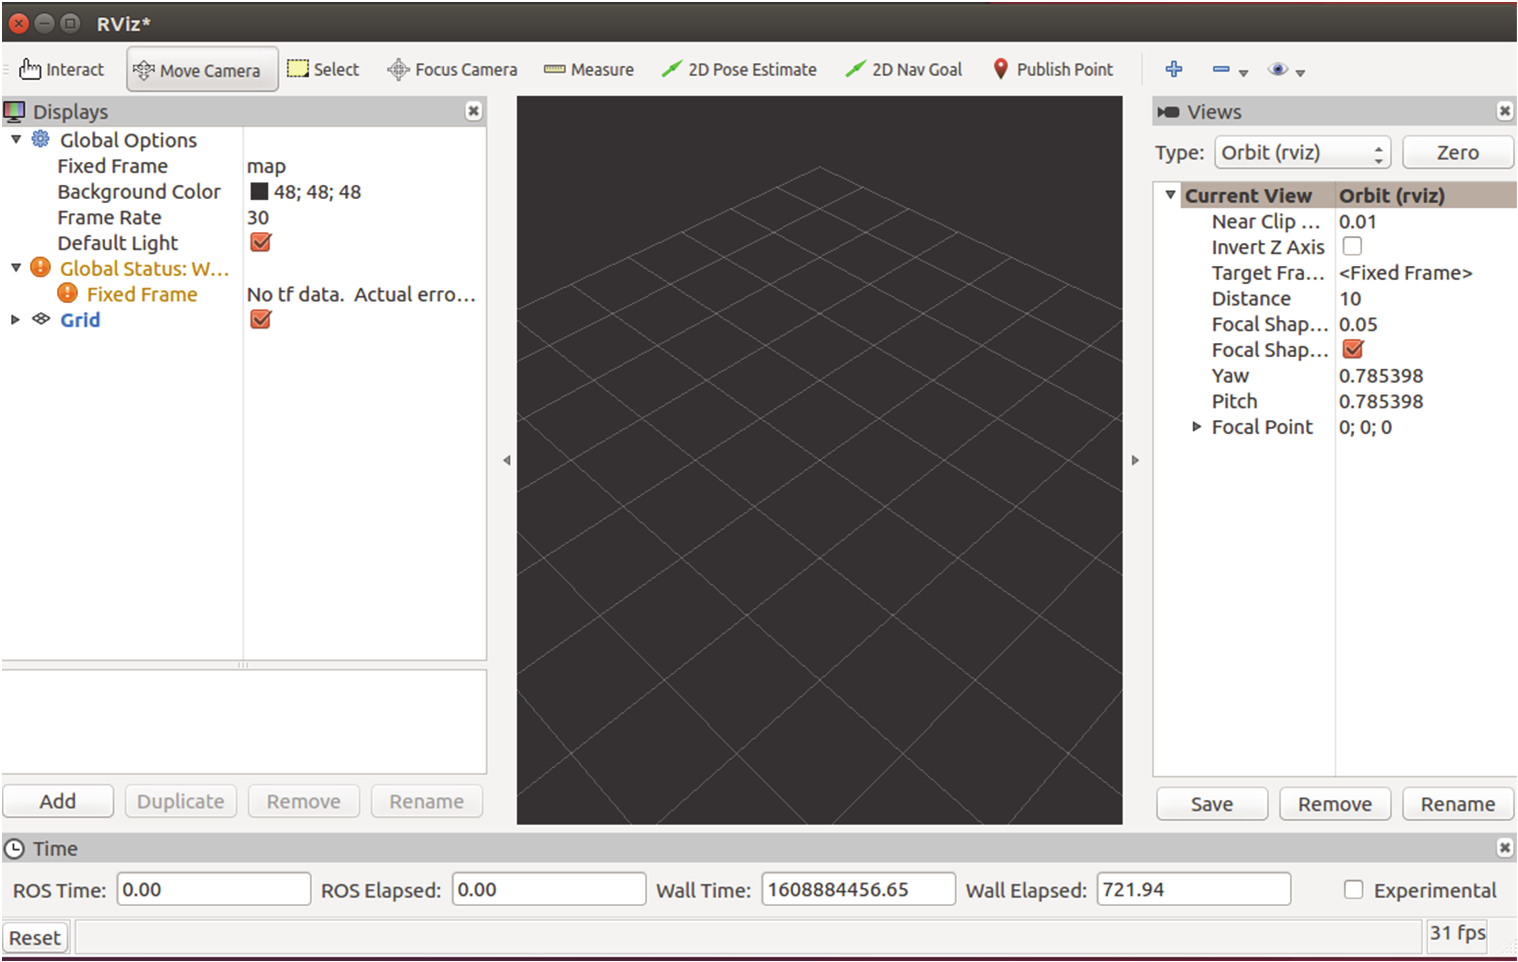 RViz*
Interact Move Camera Select Focus Camera Measure 2D Pose Estimate 2D Nav Goal Publish Point
Displays
Global Options
Fixed Frame map
Background Color 48; 48; 48
Frame Rate 30
Default Light
Global Status: W...
Fixed Frame No tf data. Actual erro...
Grid
Add Duplicate Remove Rename
Views
Type: Orbit (rviz) Zero
Current View Orbit (rviz)
Near Clip ... 0.01
Invert Z Axis
Target Fra... <Fixed Frame>
Distance 10
Focal Shap... 0.05
Focal Shap...
Yaw 0.785398
Pitch 0.785398
Focal Point 0; 0; 0
Save Remove Rename
Time
ROS Time: 0.00 ROS Elapsed: 0.00 Wall Time: 1608884456.65 Wall Elapsed: 721.94 Experimental
Reset 31 fps